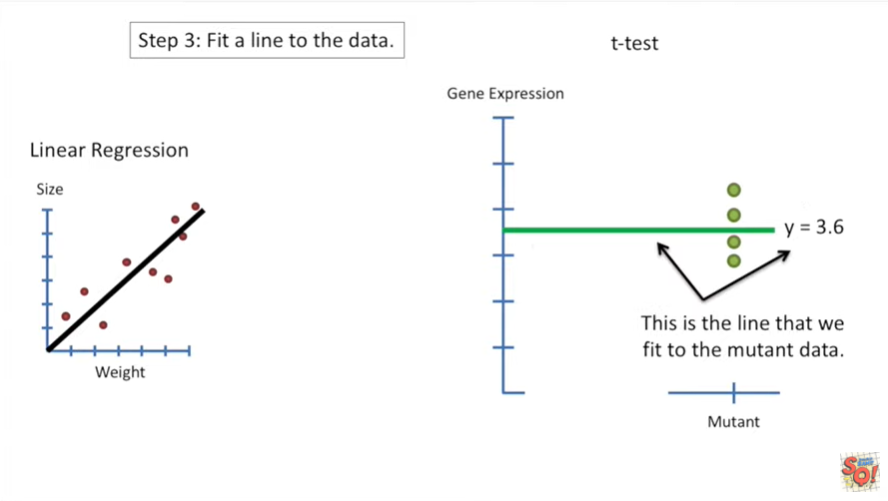 Step 3: Fit a line to the data.
t-test
Gene Expression
Linear Regression
Size
y = 3.6
This is the line that we
fit to the mutant data.
Weight
Mutant
SQ!